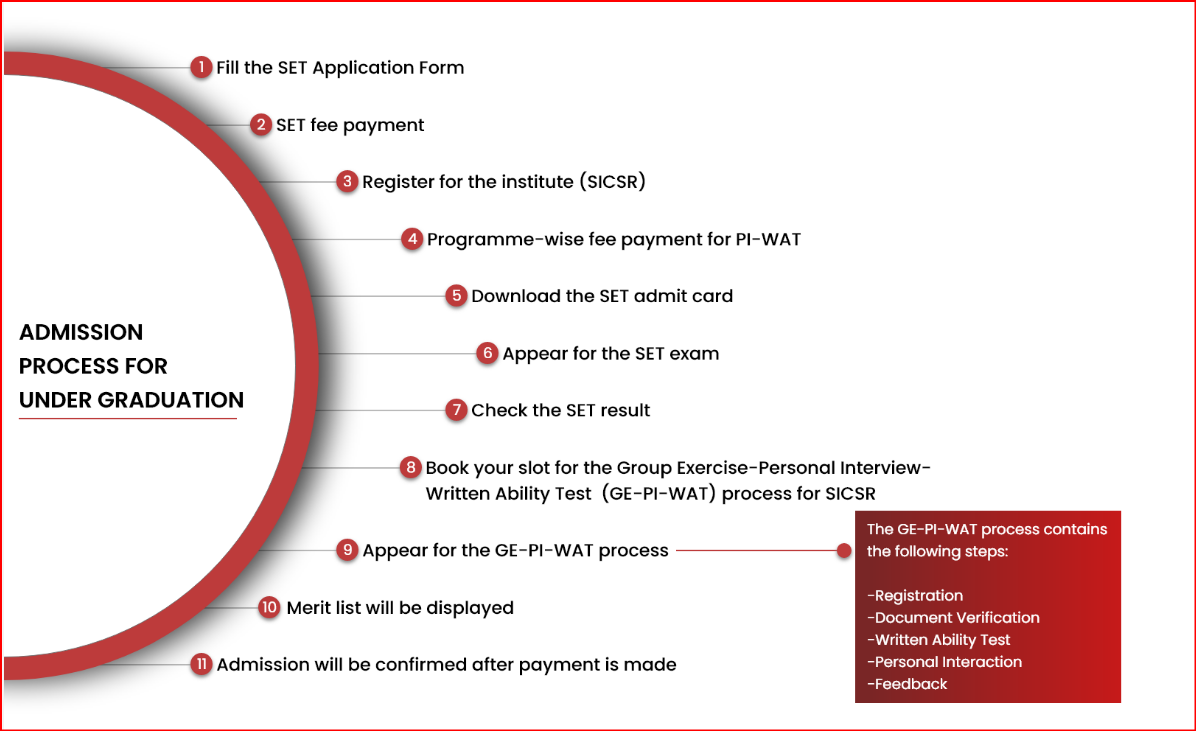 ADMISSION
PROCESS FOR
UNDER GRADUATION
1 Fill the SET Application Form
2 SET fee payment
3 Register for the institute (SICSR)
4 Programme-wise fee payment for PI-WAT
5 Download the SET admit card
6 Appear for the SET exam
7 Check the SET result
8 Book your slot for the Group Exercise-Personal Interview-
Written Ability Test (GE-PI-WAT) process for SICSR
9 Appear for the GE-PI-WAT process
The GE-PI-WAT process contains
the following steps:
-Registration
-Document Verification
-Written Ability Test
-Personal Interaction
-Feedback
10 Merit list will be displayed
11 Admission will be confirmed after payment is made